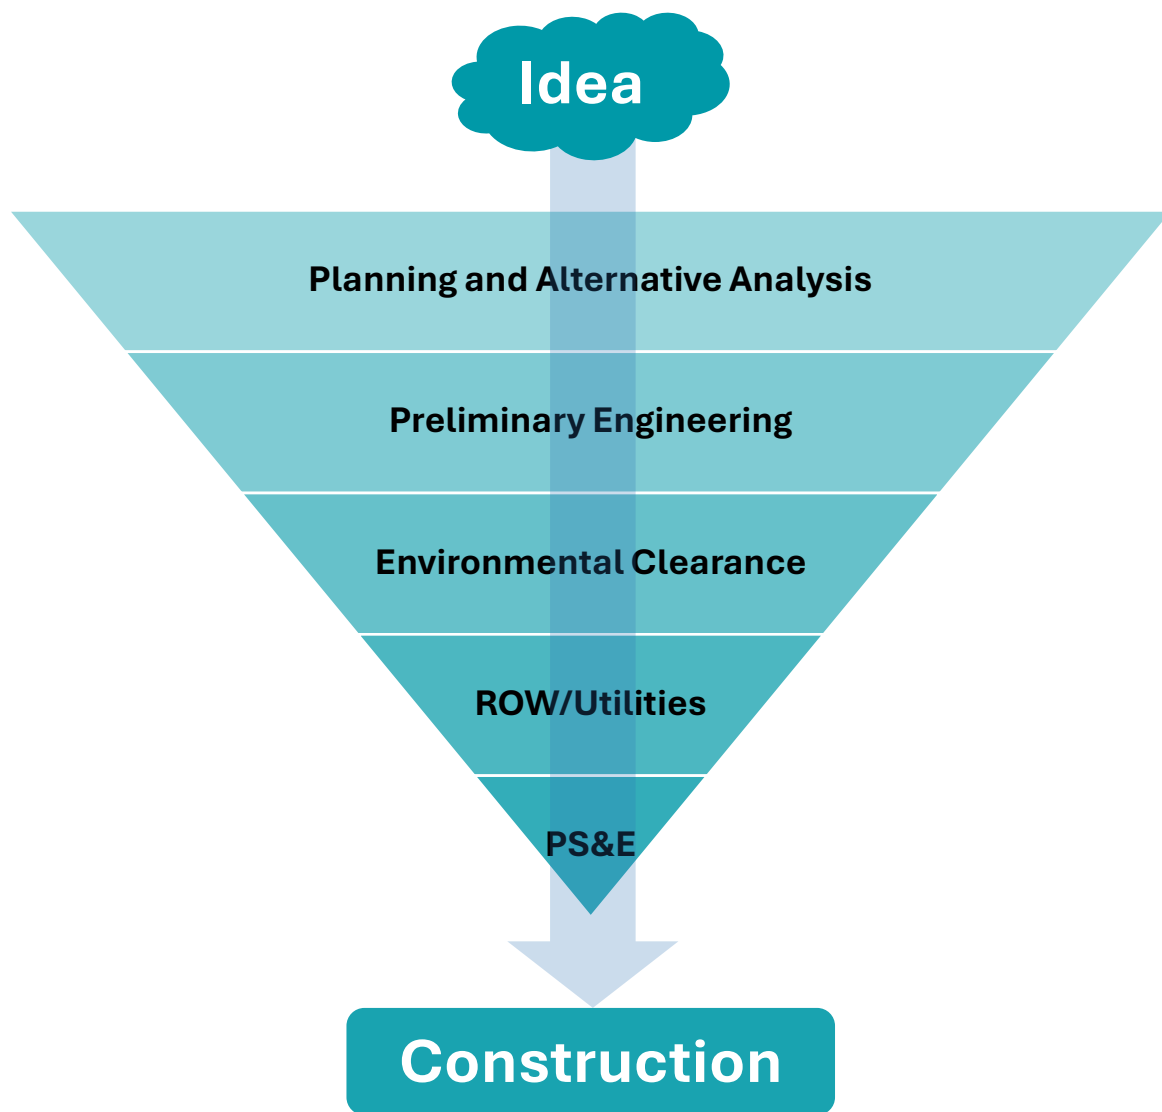 Idea
Planning and Alternative Analysis
Preliminary Engineering
Environmental Clearance
ROW/Utilities
PS&E
Construction